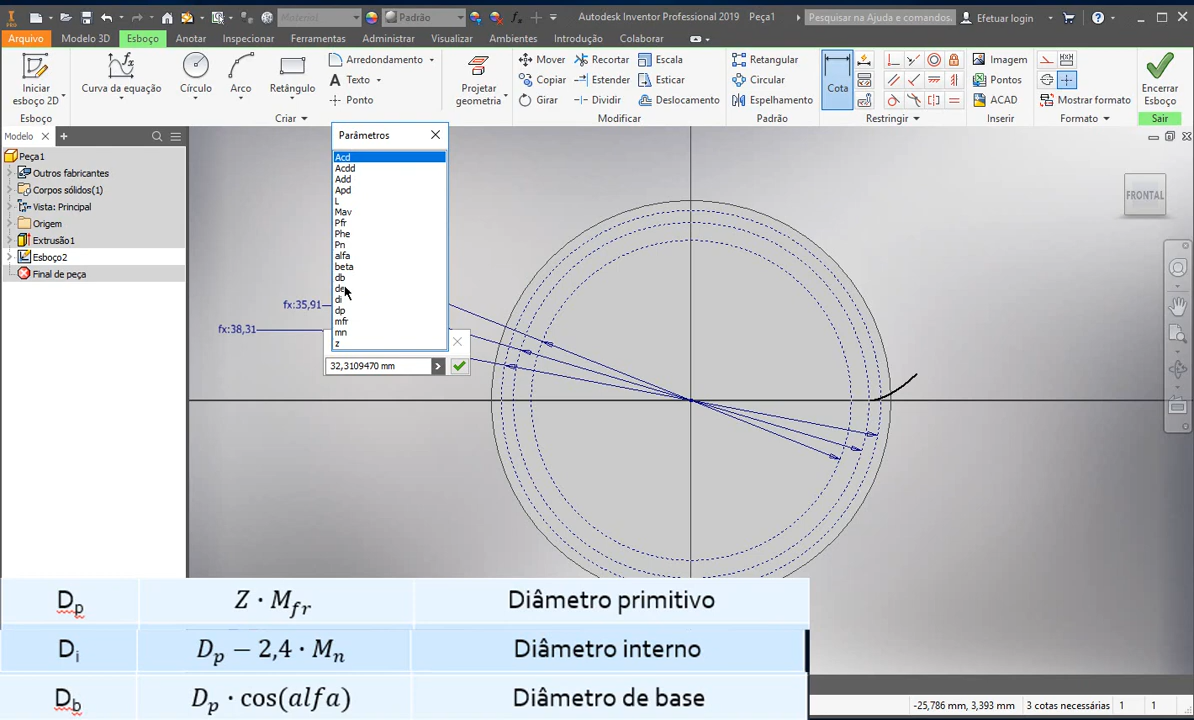 PRO
Material
Padrão
fx
Autodesk Inventor Professional 2019 Peça1
Pesquisar na Ajuda e comandos.
Efetuar login
?
Arquivo Modelo 3D Esboço Anotar Inspecionar Ferramentas Administrar Visualizar Ambientes Introdução Colaborar
Iniciar
esboço 2D
Esboço
Curva da equação
Círculo
Arco
Retângulo
Arredondamento
Texto
Ponto
Criar
Projetar
geometria
Mover
Recortar
Escala
Copiar
Estender
Esticar
Girar
Dividir
Deslocamento
Modificar
Retangular
Circular
Espelhamento
Padrão
Cota
Restringir
Imagem
Pontos
ACAD
Inserir
Mostrar formato
Formato
Encerrar
Esboço
Sair
Modelo
Peça1
Outros fabricantes
Corpos sólidos(1)
Vista: Principal
Origem
Extrusão1
Esboço2
Final de peça
Parâmetros
Acd
Acdd
Add
Apd
L
Mav
Pfr
Phe
Pn
alfa
beta
db
de
di
dp
mfr
mn
z
fx:35,91
fx:38,31
32,3109470 mm
FRONTAL
Dp Z · Mfr Diâmetro primitivo
Di Dp − 2,4 · Mn Diâmetro interno
Db Dp · cos(alfa) Diâmetro de base
-25,786 mm, 3,393 mm 3 cotas necessárias 1 1